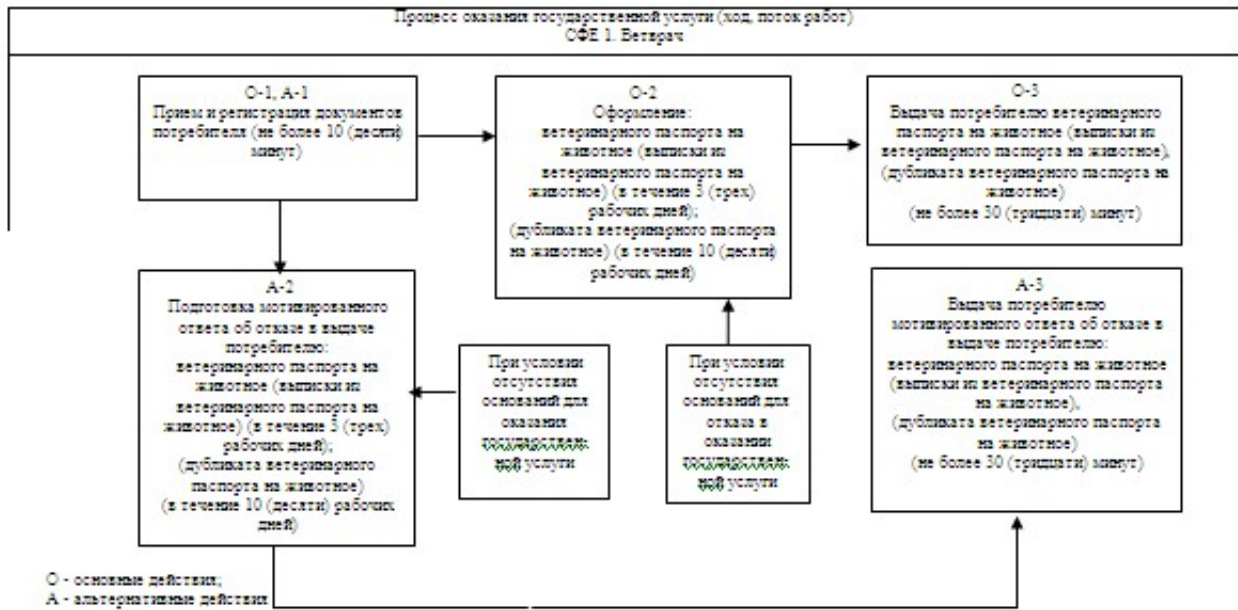 Процесс оказания государственной услуги (ход, поток работ)
СФЕ 1. Ветврач
О-1, А-1
Прием и регистрация документов
потребителя (не более 10 (десяти)
минут)
О-2
Оформление:
ветеринарного паспорта на
животное (выписки из
ветеринарного паспорта на
животное) (в течение 3 (трех)
рабочих дней);
(дубликата ветеринарного паспорта
на животное) (в течение 10 (десяти)
рабочих дней)
О-3
Выдача потребителю ветеринарного
паспорта на животное (выписки из
ветеринарного паспорта на животное),
(дубликата ветеринарного паспорта на
животное)
(не более 30 (тридцати) минут)
А-2
Подготовка мотивированного
ответа об отказе в выдаче
потребителю:
ветеринарного паспорта на
животное (выписки из
ветеринарного паспорта на
животное) (в течение 3 (трех)
рабочих дней);
(дубликата ветеринарного
паспорта на животное)
(в течение 10 (десяти) рабочих
дней)
При условии
отсутствия
оснований для
оказания
государствен-
ной услуги
При условии
отсутствия
оснований для
отказа в
оказании
государствен-
ной услуги
А-3
Выдача потребителю
мотивированного ответа об отказе в
выдаче потребителю:
ветеринарного паспорта на животное
(выписки из ветеринарного паспорта
на животное),
(дубликата ветеринарного паспорта
на животное)
(не более 30 (тридцати) минут)
О - основные действия;
А - альтернативные действия